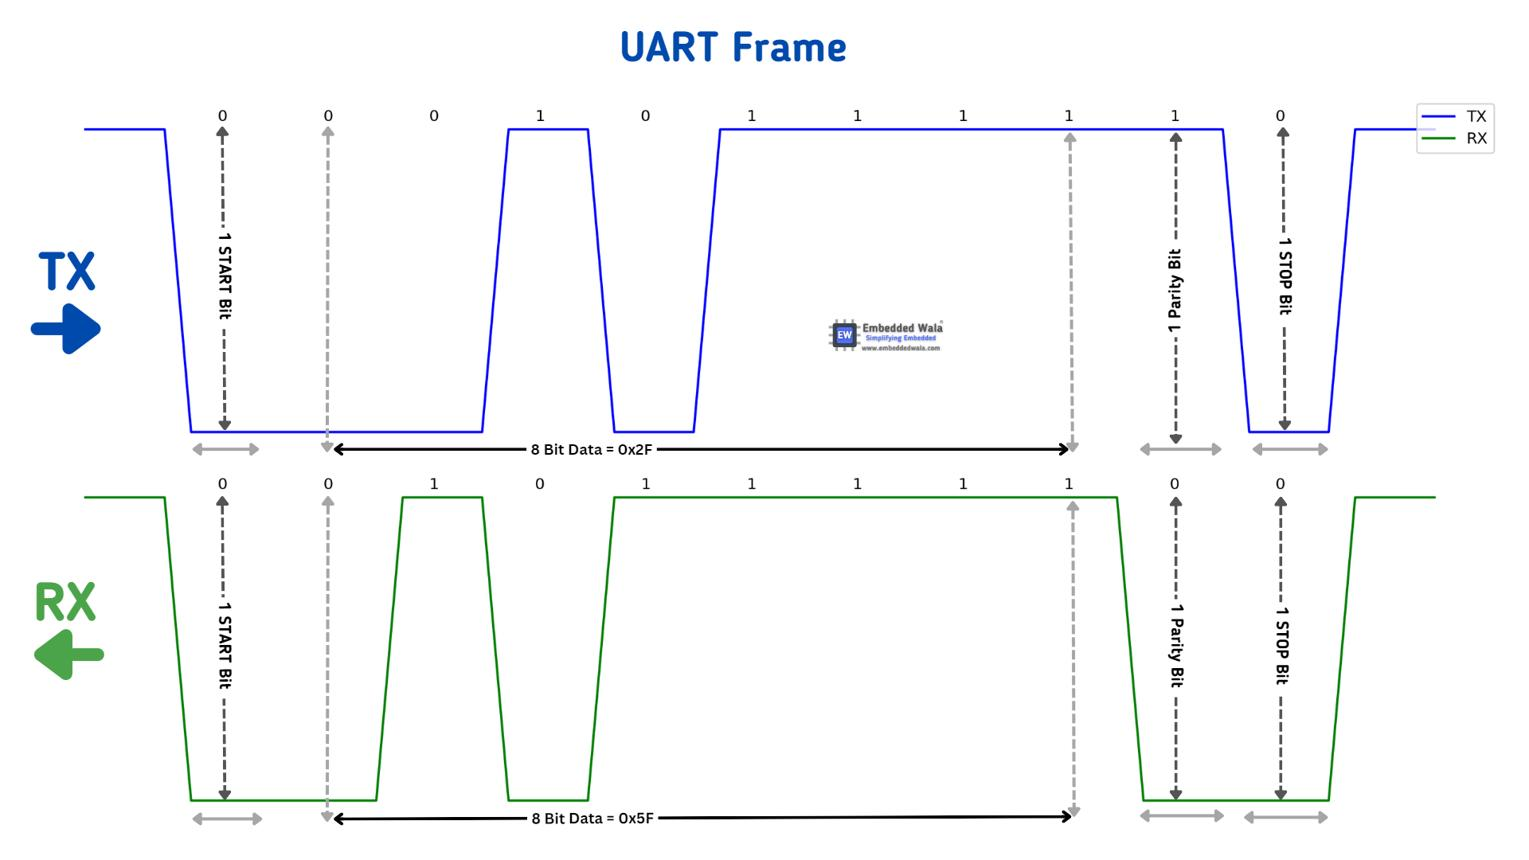 UART Frame
0 0 0 1 0 1 1 1 1 1 0
TX
RX
TX
1 START Bit
1 Parity Bit
1 STOP Bit
EW
Embedded Wala
Simplifying Embedded
www.embeddedwala.com
8 Bit Data = 0x2F
0 0 1 0 1 1 1 1 1 0 0
RX
1 START Bit
1 Parity Bit
1 STOP Bit
8 Bit Data = 0x5F